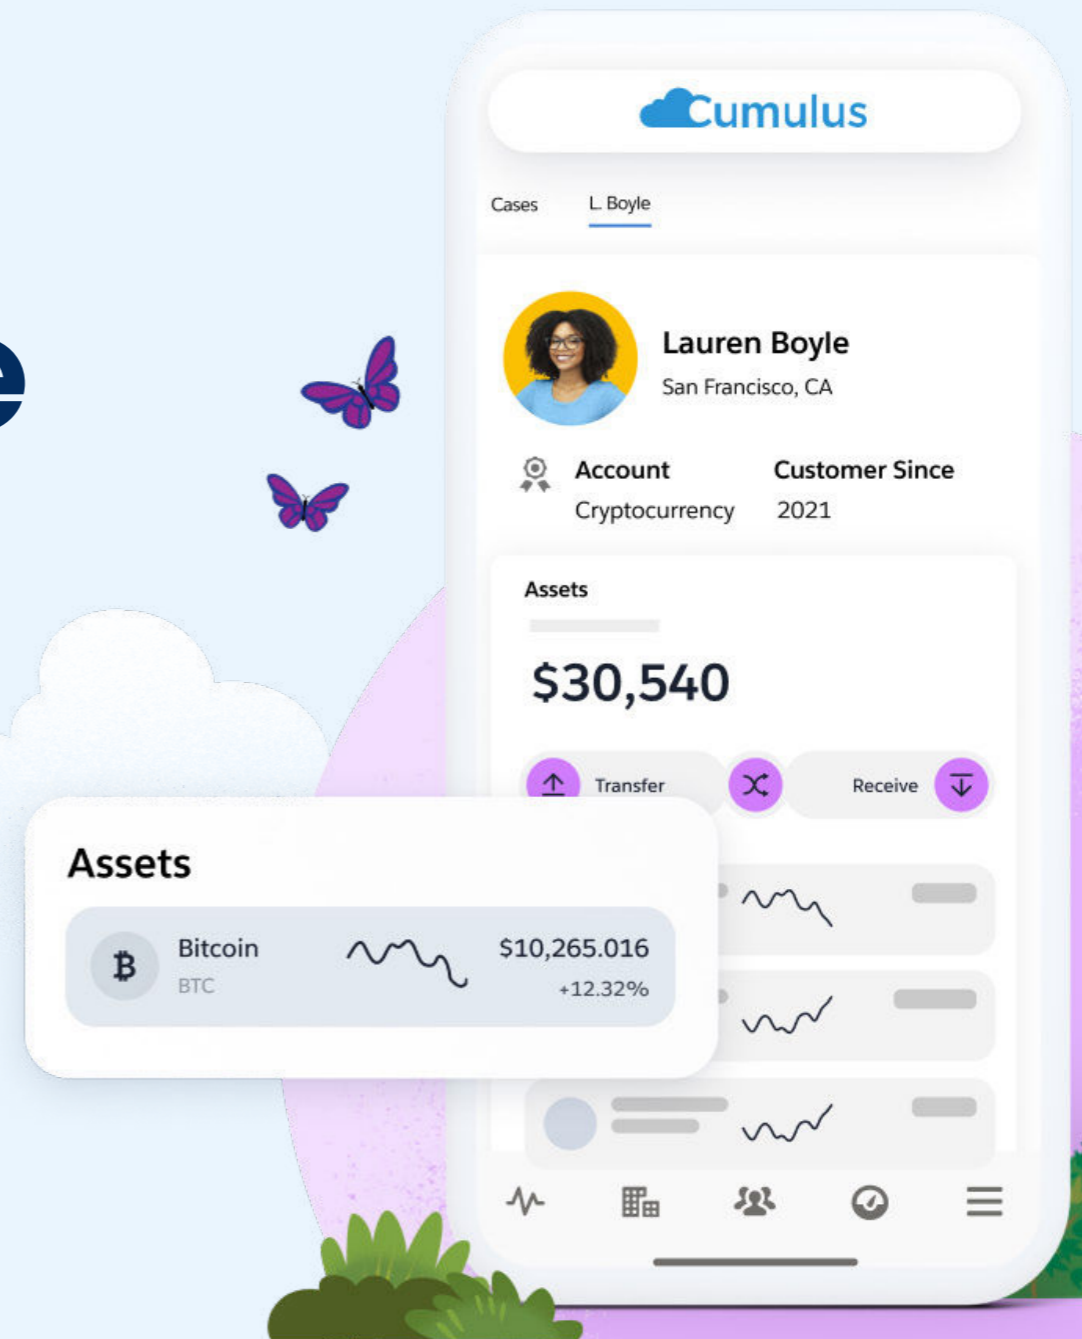 Cumulus
Cases L. Boyle
Lauren Boyle
San Francisco, CA
Account Customer Since
Cryptocurrency 2021
Assets
$30,540
Transfer Receive
Assets
Bitcoin $10,265.016
BTC +12.32%